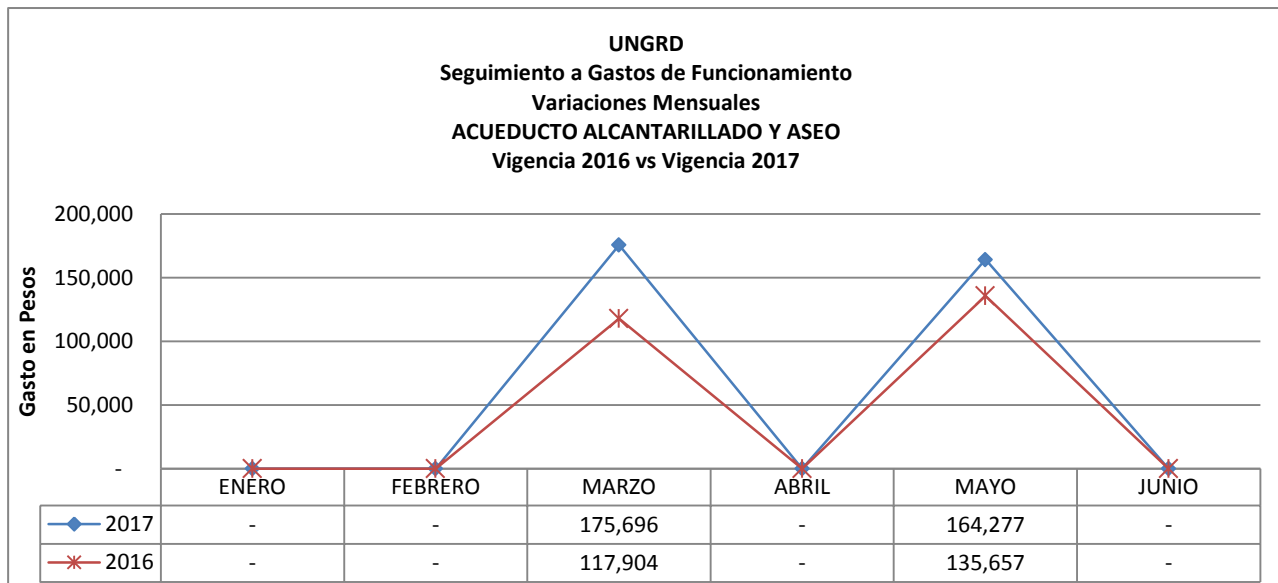 UNGRD
Seguimiento a Gastos de Funcionamiento
Variaciones Mensuales
ACUEDUCTO ALCANTARILLADO Y ASEO
Vigencia 2016 vs Vigencia 2017
Gasto en Pesos
200,000
150,000
100,000
50,000
-
ENERO FEBRERO MARZO ABRIL MAYO JUNIO
2017 - - 175,696 - 164,277 -
2016 - - 117,904 - 135,657 -